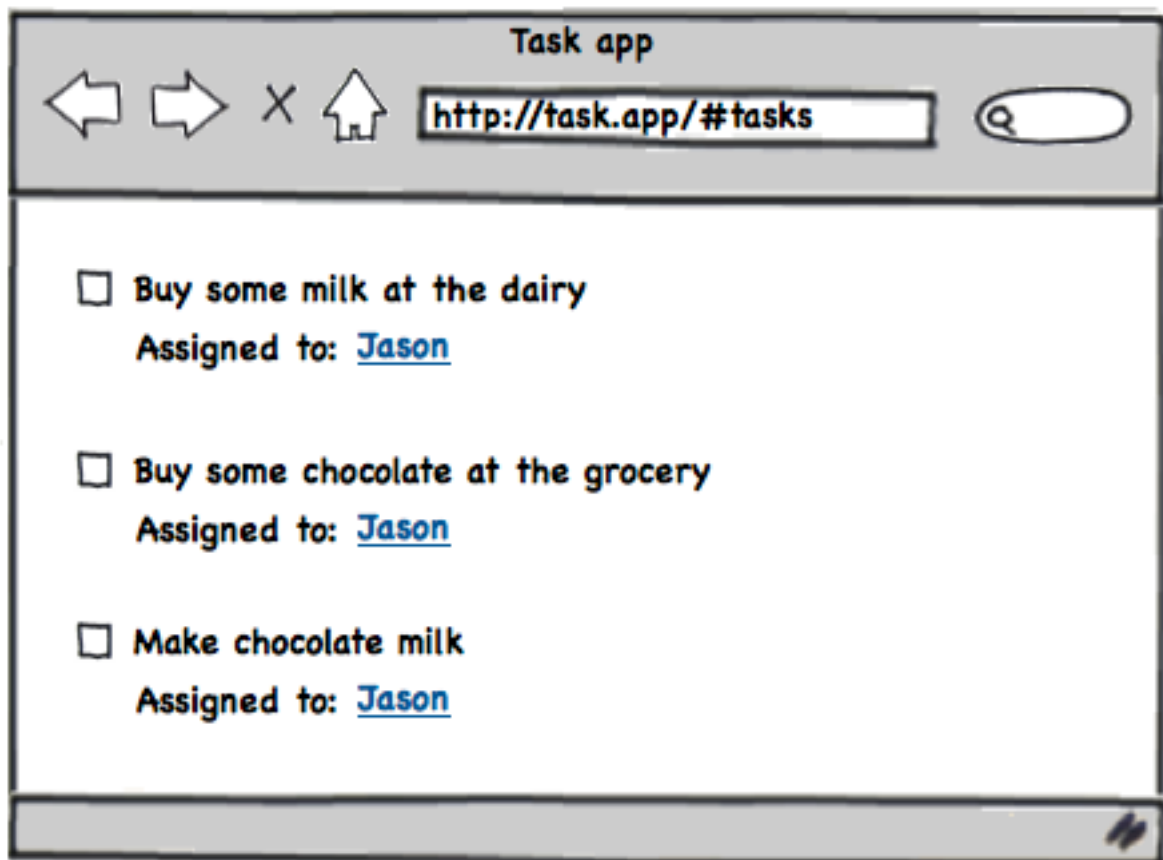 Task app
http://task.app/#tasks
Buy some milk at the dairy
Assigned to: Jason
Buy some chocolate at the grocery
Assigned to: Jason
Make chocolate milk
Assigned to: Jason